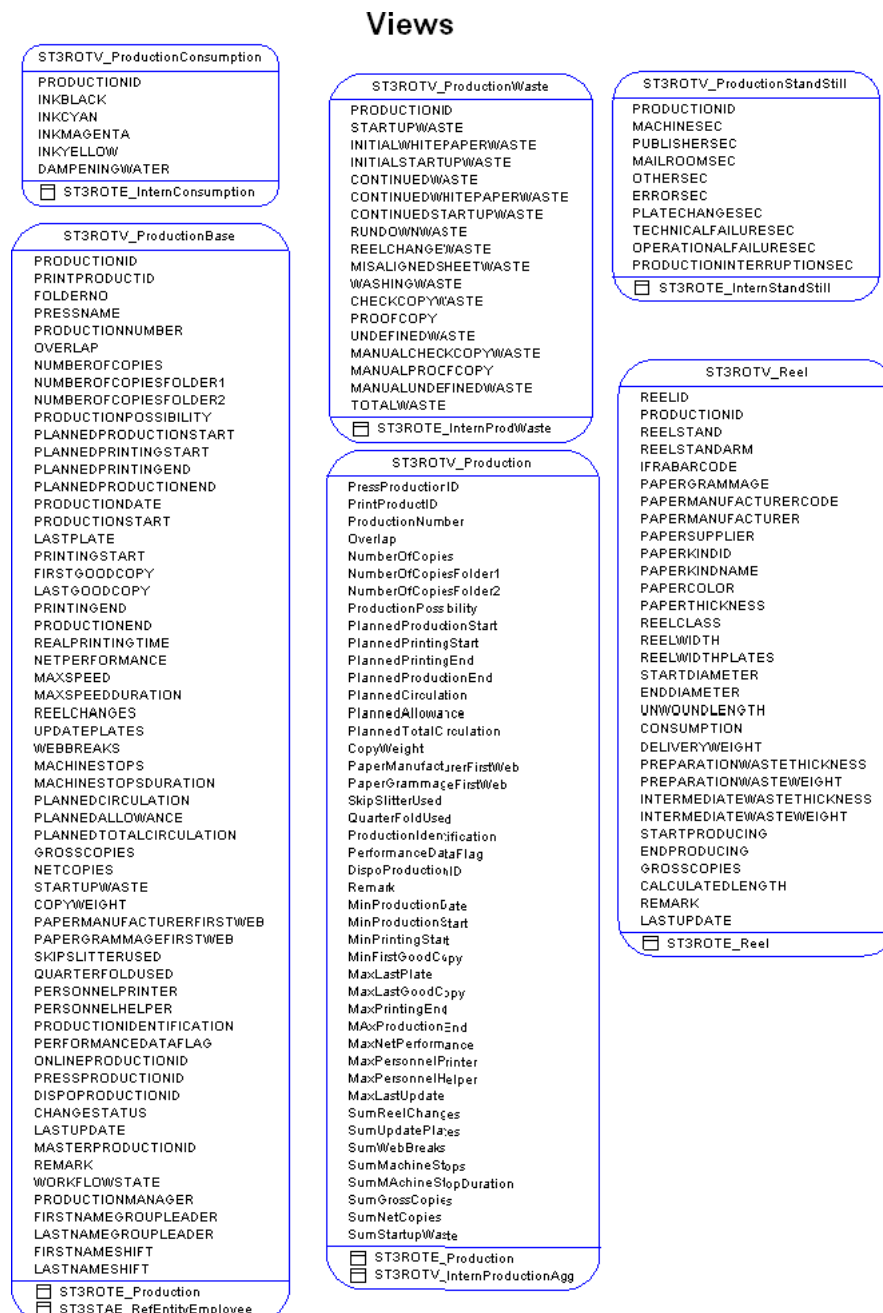 Views
ST3ROTV_ProductionConsumption
PRODUCTIONID
INKBLACK
INKCYAN
INKMAGENTA
INKYELLOW
DAMPENINGWATER
ST3ROTE_InternConsumption
ST3ROTV_ProductionBase
PRODUCTIONID
PRINTPRODUCTID
FOLDERNO
PRESSNAME
PRODUCTIONNUMBER
OVERLAP
NUMBEROFCOPIES
NUMBEROFCOPIESFOLDER1
NUMBEROFCOPIESFOLDER2
PRODUCTIONPOSSIBILITY
PLANNEDPRODUCTIONSTART
PLANNEDPRINTINGSTART
PLANNEDPRINTINGEND
PLANNEDPRODUCTIONEND
PRODUCTIONDATE
PRODUCTIONSTART
LASTPLATE
PRINTINGSTART
FIRSTGOODCOPY
LASTGOODCOPY
PRINTINGEND
PRODUCTIONEND
REALPRINTINGTIME
NETPERFORMANCE
MAXSPEED
MAXSPEEDDURATION
REELCHANGES
UPDATEPLATES
WEBBREAKS
MACHINESTOPS
MACHINESTOPSDURATION
PLANNEDCIRCULATION
PLANNEDALLOWANCE
PLANNEDTOTALCIRCULATION
GROSSCOPIES
NETCOPIES
STARTUPWASTE
COPYWEIGHT
PAPERMANUFACTURERFIRSTWEB
PAPERGRAMMAGEFIRSTWEB
SKIPSLITTERUSED
QUARTERFOLDUSED
PERSONNELPRINTER
PERSONNELHELPER
PRODUCTIONIDENTIFICATION
PERFORMANCEDATAFLAG
ONLINEPRODUCTIONID
PRESSPRODUCTIONID
DISPOPRODUCTIONID
CHANGESTATUS
LASTUPDATE
MASTERPRODUCTIONID
REMARK
WORKFLOWSTATE
PRODUCTIONMANAGER
FIRSTNAMEGROUPLEADER
LASTNAMEGROUPLEADER
FIRSTNAMESHIFT
LASTNAMESHIFT
ST3ROTE_Production
ST3STAE_RefEntityEmployee
ST3ROTV_ProductionWaste
PRODUCTIONID
STARTUPWASTE
INITIALWHITEPAPERWASTE
INITIALSTARTUPWASTE
CONTINUEDWASTE
CONTINUEDWHITEPAPERWASTE
CONTINUEDSTARTUPWASTE
RUNDOWNWASTE
REELCHANGEWASTE
MISALIGNEDSHEETWASTE
WASHINGWASTE
CHECKCOPYWASTE
PROOFCOPY
UNDEFINEDWASTE
MANUALCHECKCOPYWASTE
MANUALPROCFCOPY
MANUALUNDEFINEDWASTE
TOTALWASTE
ST3ROTE_InternProdWaste
ST3ROTV_Production
PressProductionID
PrintProductID
ProductionNumber
Overlap
NumberOfCopies
NumberOfCopiesFolder1
NumberOfCopiesFolder2
ProductionPossibility
PlannedProductionStart
PlannedPrintingStart
PlannedPrintingEnd
PlannedProductionEnd
PlannedCirculation
PlannedAllowance
PlannedTotalCirculation
CopyWeight
PaperManufacturerFirstWeb
PaperGrammageFirstWeb
SkipSlitterUsed
QuarterFoldUsed
ProductionIdentification
PerformanceDataFlag
DispoProductionID
Remark
MinProductionDate
MinProductionStart
MinPrintingStart
MinFirstGoodCopy
MaxLastPlate
MaxLastGoodCopy
MaxPrintingEnd
MAxProductionEnd
MaxNetPerformance
MaxPersonnelPrinter
MaxPersonnelHelper
MaxLastUpdate
SumReelChanges
SumUpdatePlates
SumWebBreaks
SumMachineStops
SumMAchineStopDuration
SumGrossCopies
SumNetCopies
SumStartupWaste
ST3ROTE_Production
ST3ROTV_InternProductionAgg
ST3ROTV_ProductionStandStill
PRODUCTIONID
MACHINESEC
PUBLISHERSEC
MAILROOMSEC
OTHERSEC
ERRORSEC
PLATECHANGESEC
TECHNICALFAILURESEC
OPERATIONALFAILURESEC
PRODUCTIONINTERRUPTIONSEC
ST3ROTE_InternStandStill
ST3ROTV_Reel
REELID
PRODUCTIONID
REELSTAND
REELSTANDARM
IFRABARCODE
PAPERGRAMMAGE
PAPERMANUFACTURERCODE
PAPERMANUFACTURER
PAPERSUPPLIER
PAPERKINDID
PAPERKINDNAME
PAPERCOLOR
PAPERTHICKNESS
REELCLASS
REELWIDTH
REELWIDTHPLATES
STARTDIAMETER
ENDDIAMETER
UNWOUNDLENGTH
CONSUMPTION
DELIVERYWEIGHT
PREPARATIONWASTETHICKNESS
PREPARATIONWASTEWEIGHT
INTERMEDIATEWASTETHICKNESS
INTERMEDIATEWASTEWEIGHT
STARTPRODUCING
ENDPRODUCING
GROSSCOPIES
CALCULATEDLENGTH
REMARK
LASTUPDATE
ST3ROTE_Reel